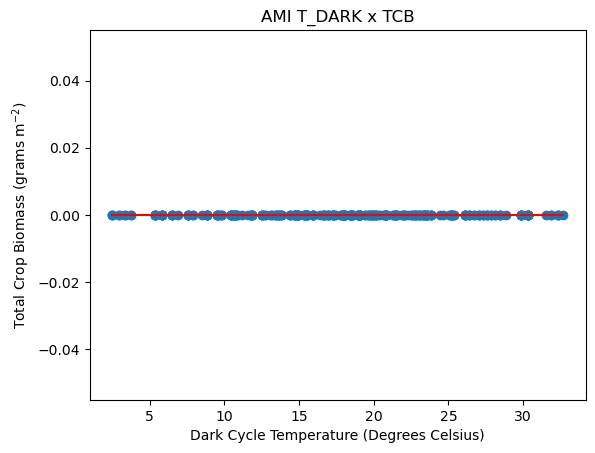 AMI T_DARK x TCB
Total Crop Biomass (grams m⁻²)
0.04
0.02
0.00
−0.02
−0.04
5 10 15 20 25 30
Dark Cycle Temperature (Degrees Celsius)